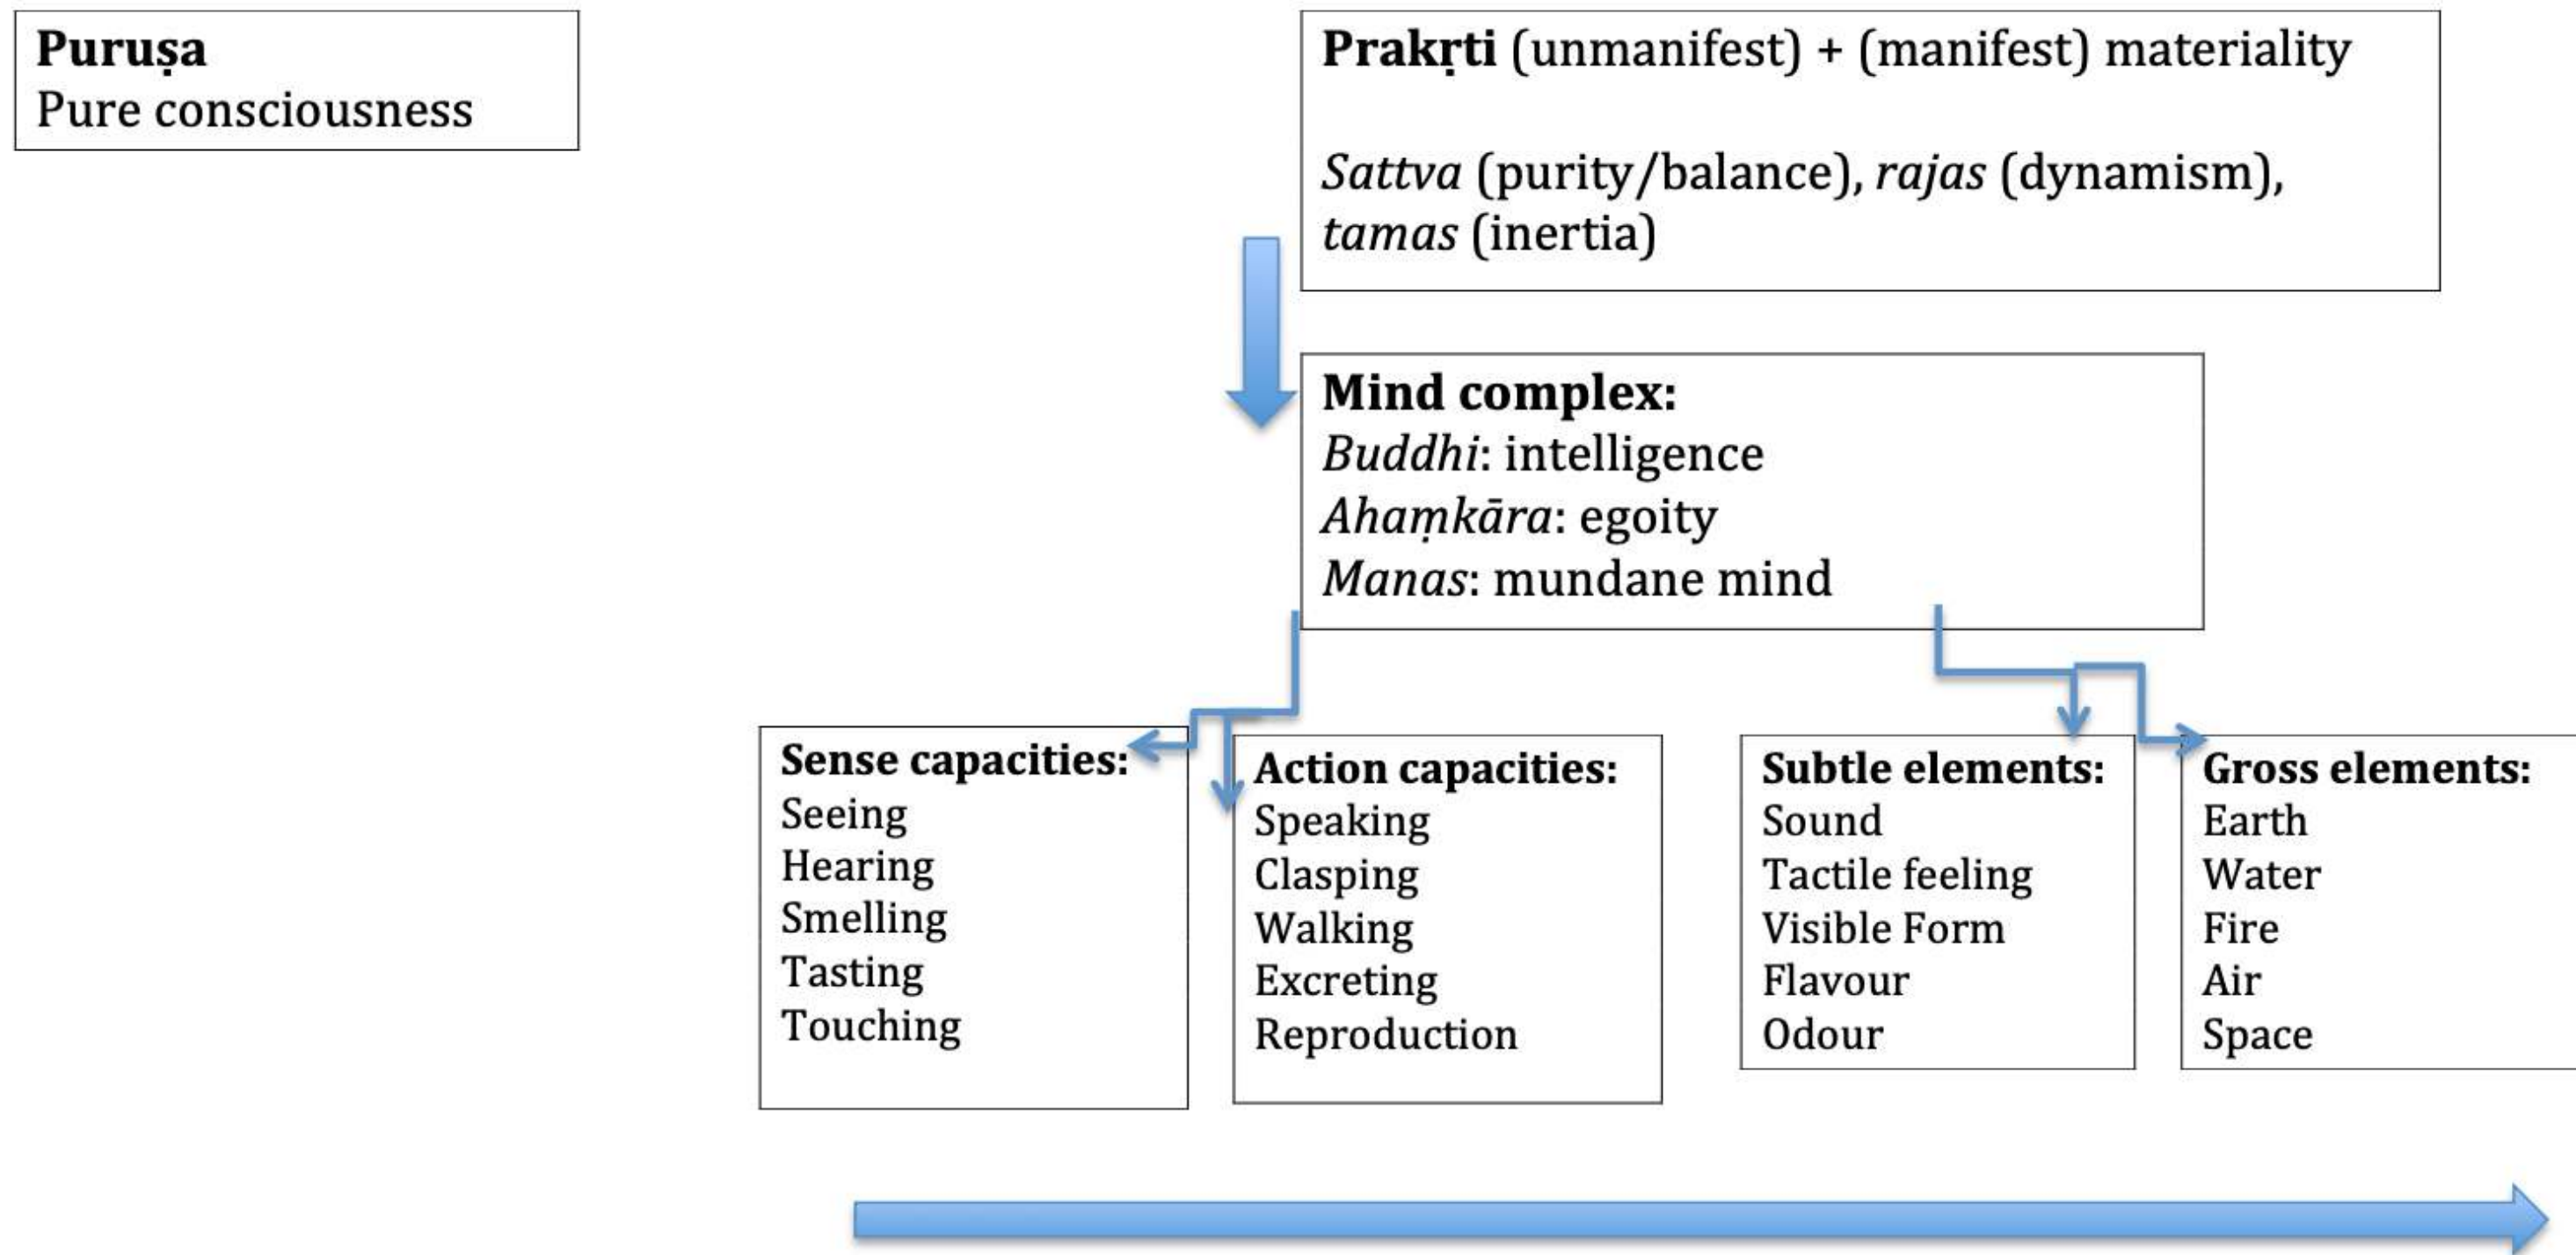 Puruṣa
Pure consciousness
Prakṛti (unmanifest) + (manifest) materiality
Sattva (purity/balance), rajas (dynamism),
tamas (inertia)
Mind complex:
Buddhi: intelligence
Ahaṃkāra: egoity
Manas: mundane mind
Sense capacities:
Seeing
Hearing
Smelling
Tasting
Touching
Action capacities:
Speaking
Clasping
Walking
Excreting
Reproduction
Subtle elements:
Sound
Tactile feeling
Visible Form
Flavour
Odour
Gross elements:
Earth
Water
Fire
Air
Space